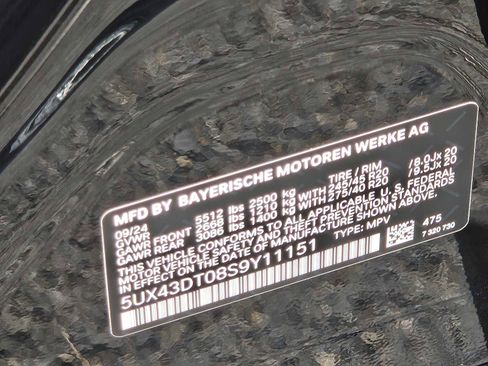 MFD BY BAYERISCHE MOTOREN WERKE AG
09/24 TIRE / RIM
GVWR 5512 lbs 2500 kg
GAWR FRONT 2668 lbs 1210 kg WITH 245/45 R20 /8.0Jx 20
GAWR REAR 3086 lbs 1400 kg WITH 275/40 R20 /9.5Jx 20
THIS VEHICLE CONFORMS TO ALL APPLICABLE U.S. FEDERAL
MOTOR VEHICLE SAFETY AND THEFT PREVENTION STANDARDS
IN EFFECT ON THE DATE OF MANUFACTURE SHOWN ABOVE.
5UX43DT08S9Y11151 TYPE: MPV 475
7 320 730